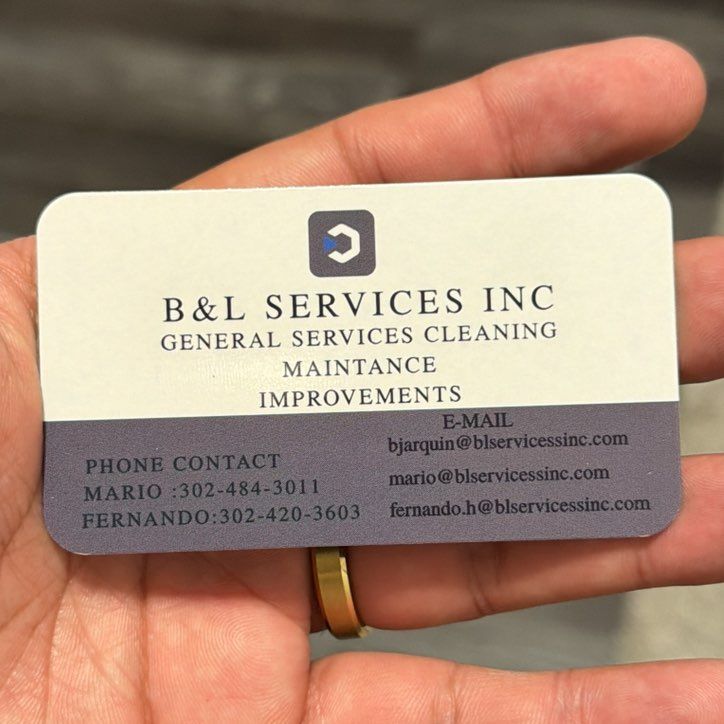 B&L SERVICES INC
GENERAL SERVICES CLEANING
MAINTANCE
IMPROVEMENTS
PHONE CONTACT
MARIO :302-484-3011
FERNANDO:302-420-3603
E-MAIL
bjarquin@blservicessinc.com
mario@blservicessinc.com
fernando.h@blservicessinc.com